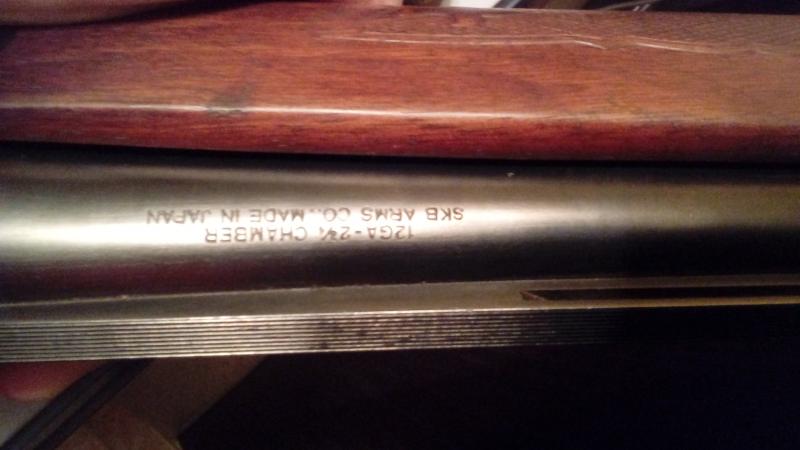 12GA-2¾ CHAMBER
SKB ARMS CO., MADE IN JAPAN